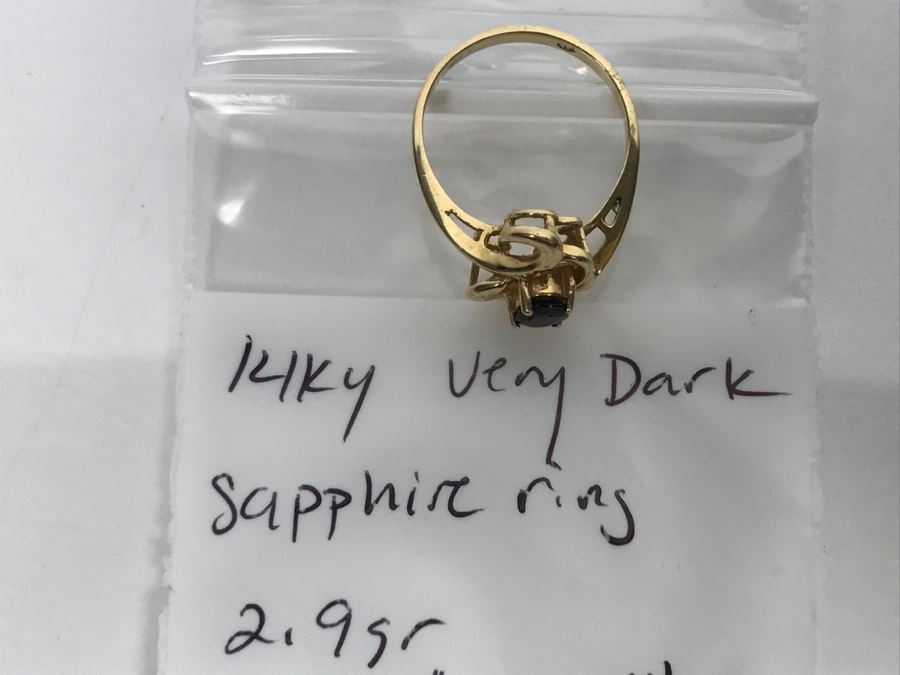 14ky Very Dark
Sapphire ring
2.9gr